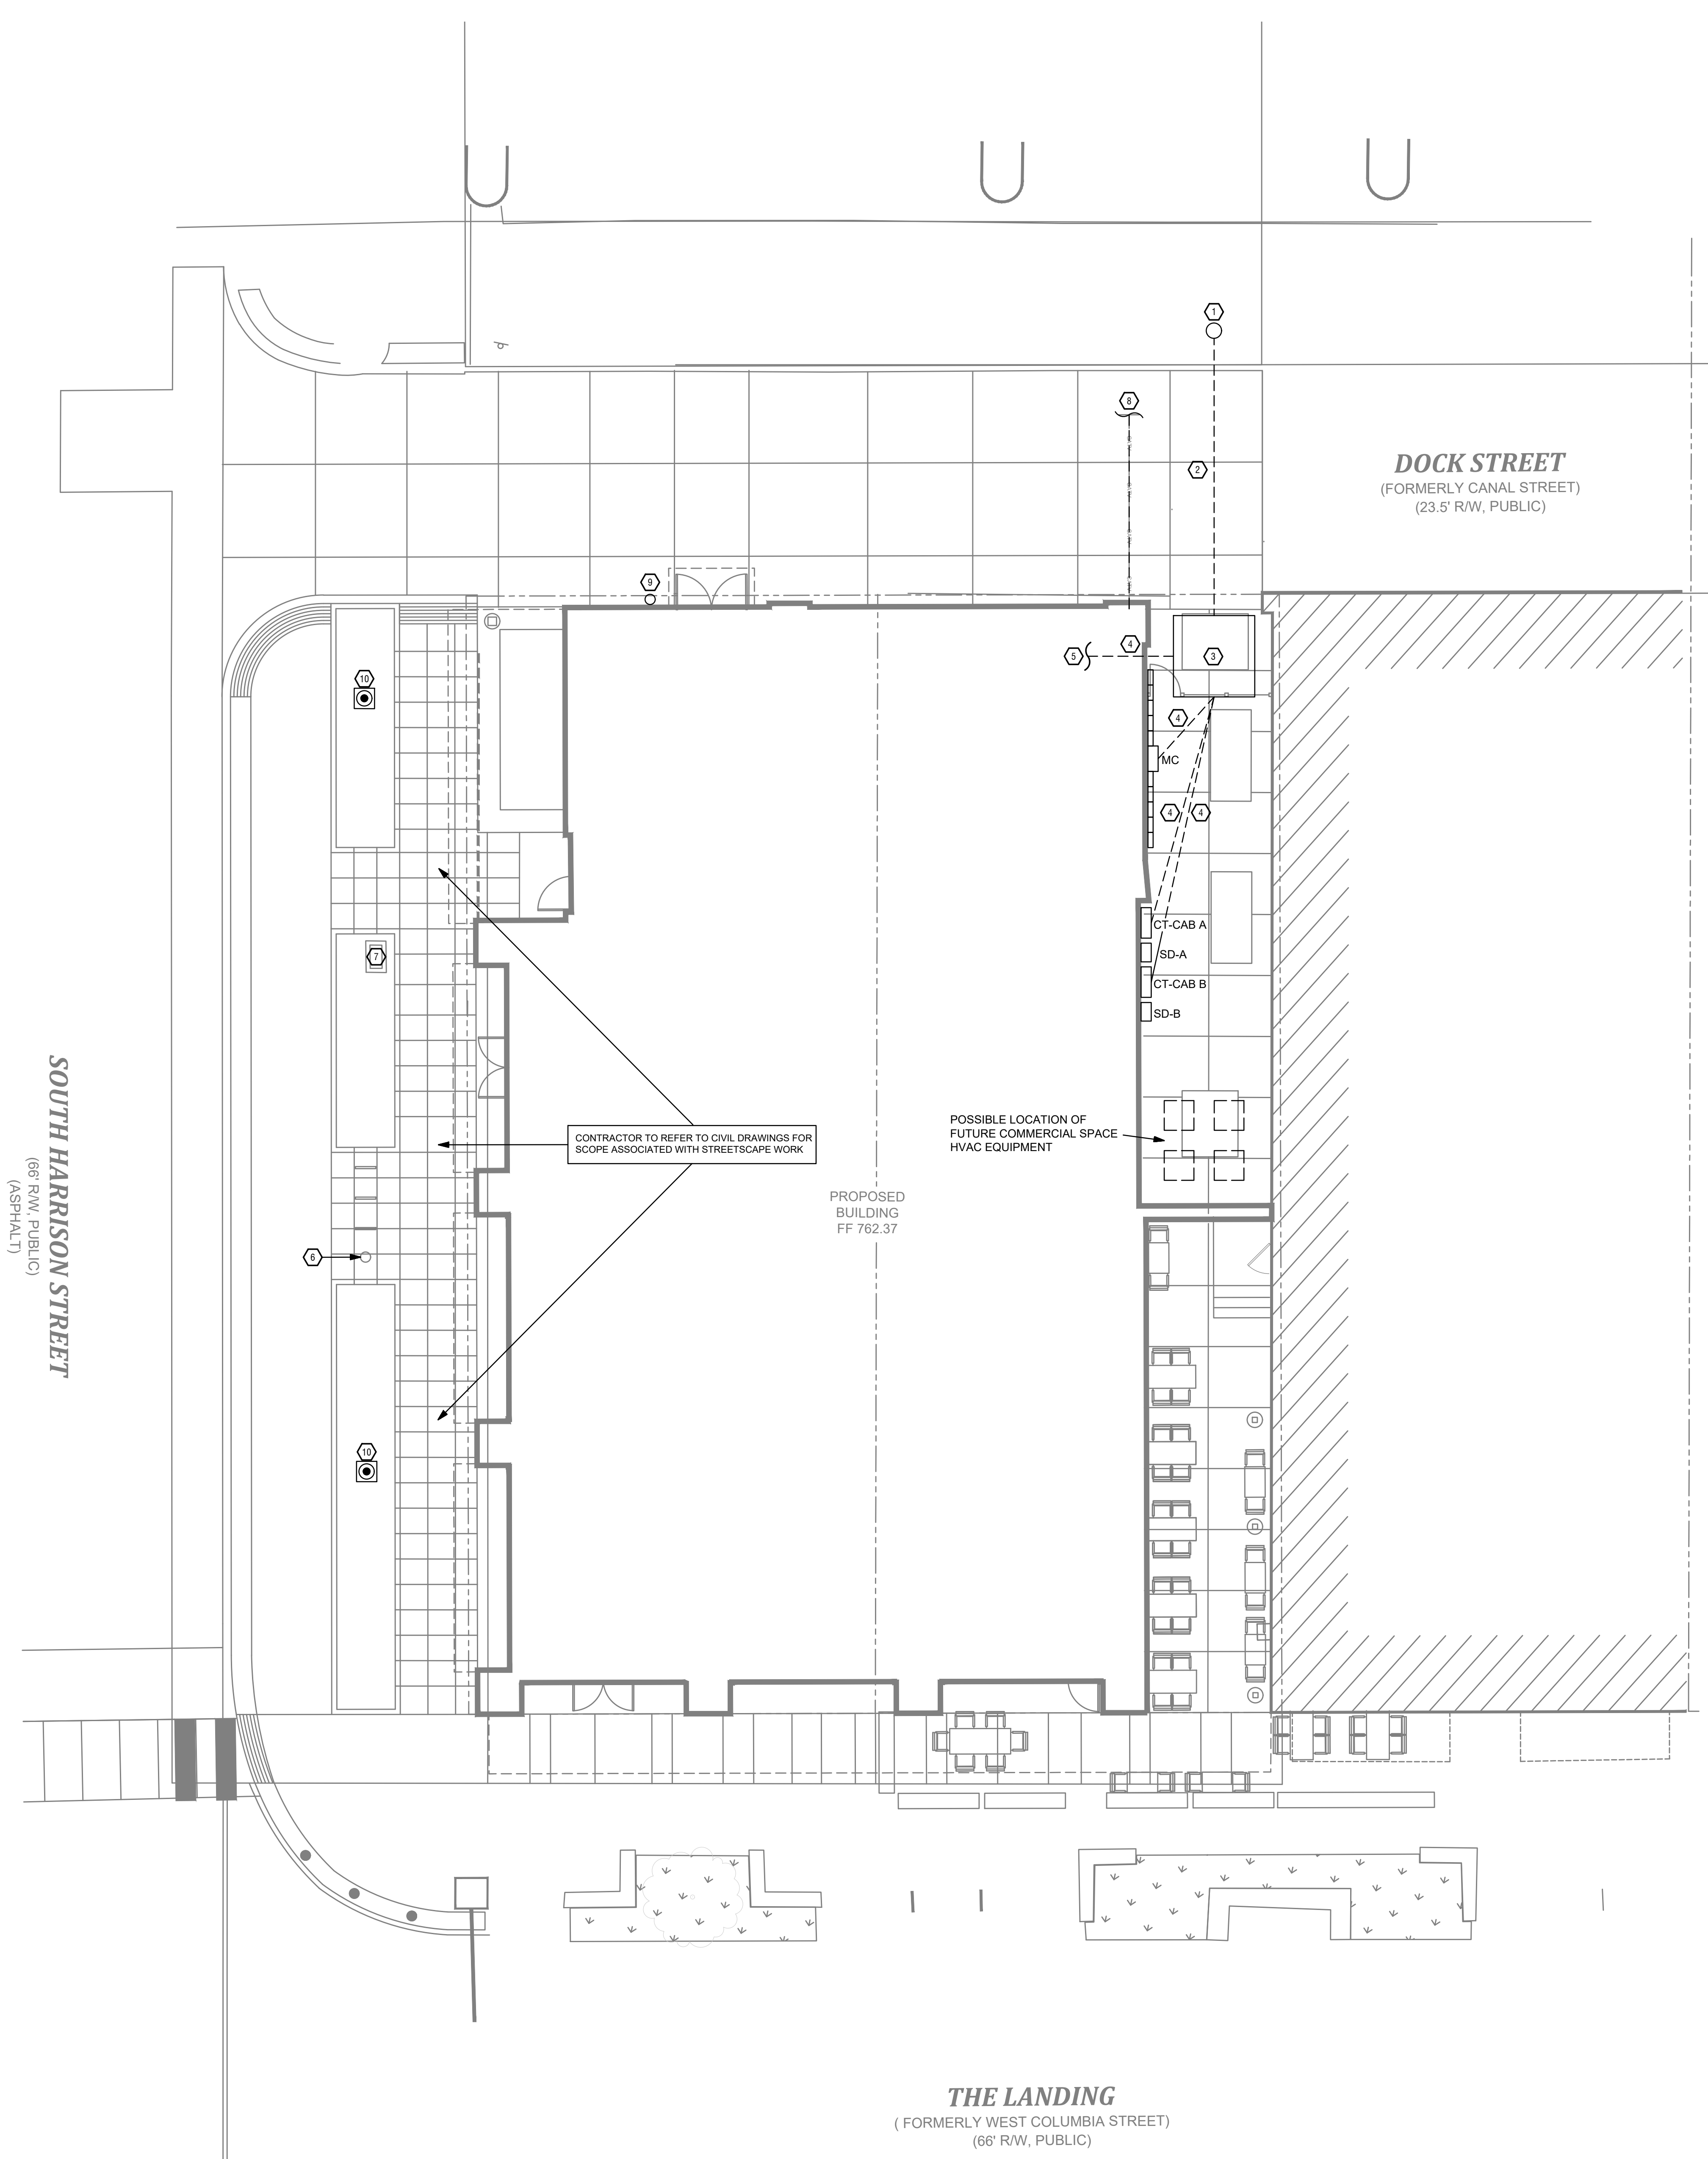 1
8
2
DOCK STREET
(FORMERLY CANAL STREET)
(23.5' R/W, PUBLIC)
9
4
5
3
10
4
MC
4
4
CT-CAB A
7
SD-A
CT-CAB B
SD-B
SOUTH HARRISON STREET
(66' R/W, PUBLIC)
(ASPHALT)
CONTRACTOR TO REFER TO CIVIL DRAWINGS FOR
SCOPE ASSOCIATED WITH STREETSCAPE WORK
POSSIBLE LOCATION OF
FUTURE COMMERCIAL SPACE
HVAC EQUIPMENT
PROPOSED
BUILDING
FF 762.37
6
10
THE LANDING
( FORMERLY WEST COLUMBIA STREET)
(66' R/W, PUBLIC)